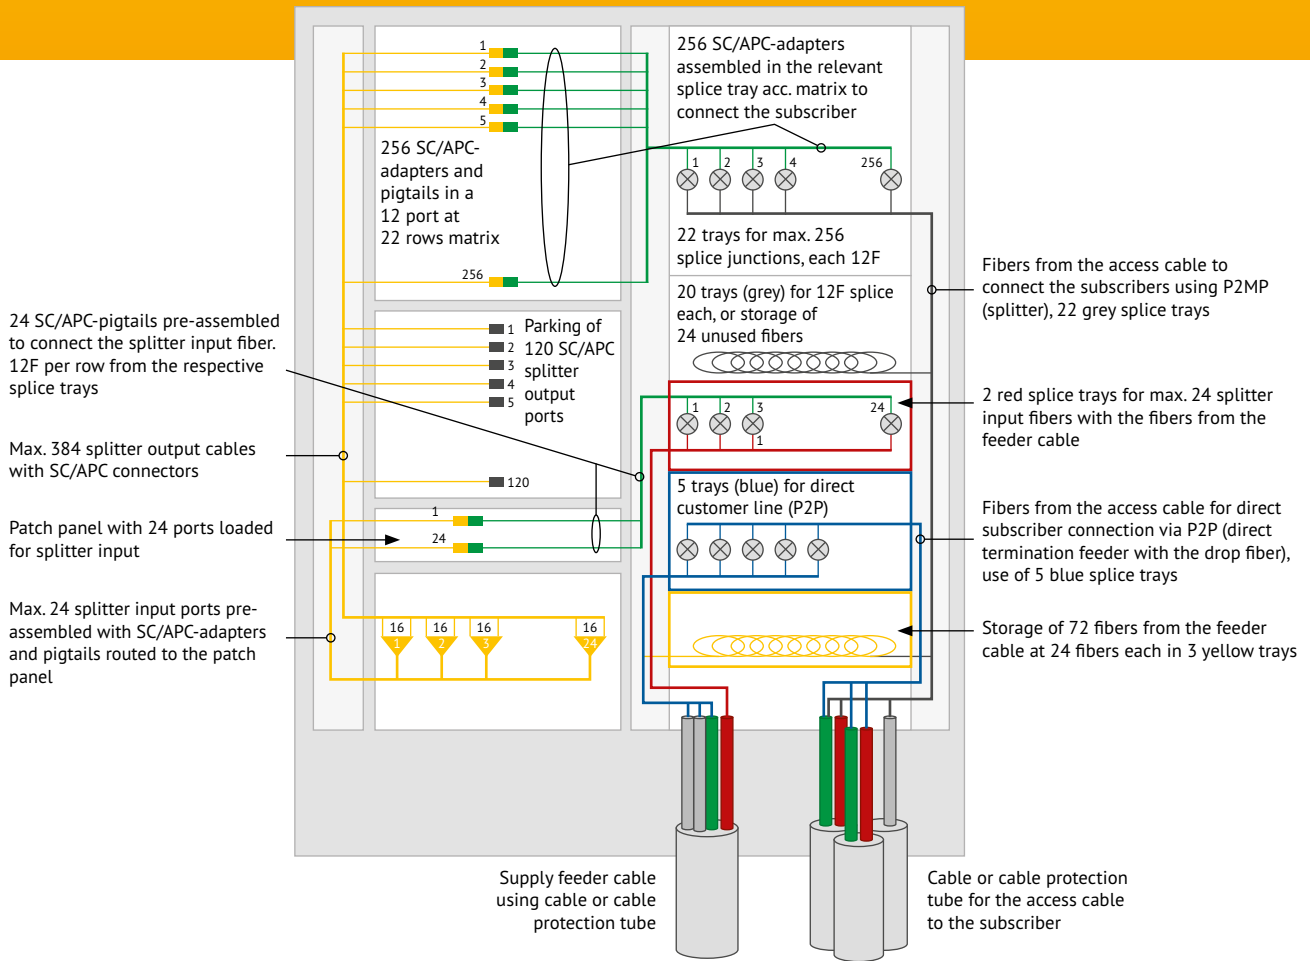 1
2
3
4
5
256 SC/APC-
adapters and
pigtails in a
12 port at
22 rows matrix
256
256 SC/APC-adapters
assembled in the relevant
splice tray acc. matrix to
connect the subscriber
1
2
3
4
256
22 trays for max. 256
splice junctions, each 12F
20 trays (grey) for 12F splice
each, or storage of
24 unused fibers
Fibers from the access cable to
connect the subscribers using P2MP
(splitter), 22 grey splice trays
24 SC/APC-pigtails pre-assembled
to connect the splitter input fiber.
12F per row from the respective
splice trays
1
2
3
4
5
Parking of
120 SC/APC
splitter
output
ports
120
1
2
3
24
1
2 red splice trays for max. 24 splitter
input fibers with the fibers from the
feeder cable
Max. 384 splitter output cables
with SC/APC connectors
5 trays (blue) for direct
customer line (P2P)
Patch panel with 24 ports loaded
for splitter input
1
24
Fibers from the access cable for direct
subscriber connection via P2P (direct
termination feeder with the drop fiber),
use of 5 blue splice trays
Max. 24 splitter input ports pre-
assembled with SC/APC-adapters
and pigtails routed to the patch
panel
16
16
16
16
1
2
3
24
Storage of 72 fibers from the feeder
cable at 24 fibers each in 3 yellow trays
Supply feeder cable
using cable or cable
protection tube
Cable or cable protection
tube for the access cable
to the subscriber